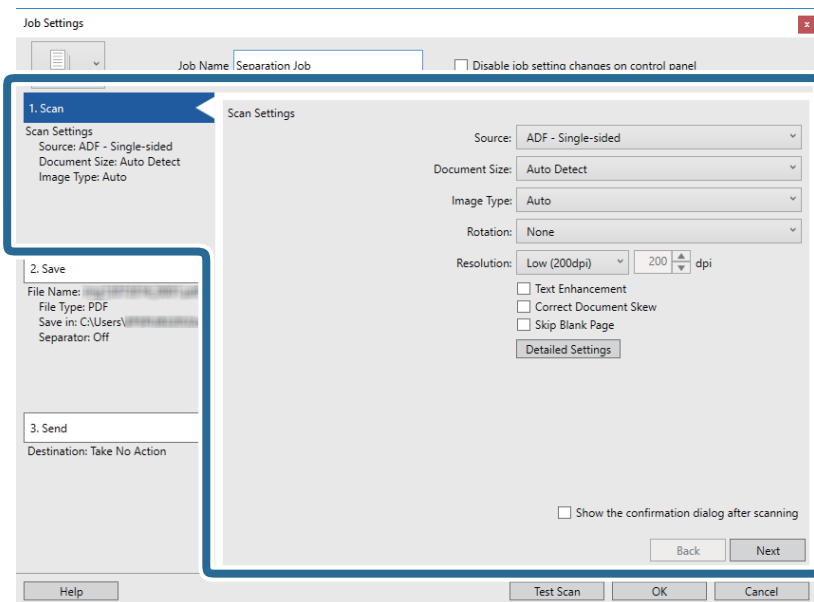 Job Settings
x
Job Name Separation Job Disable job setting changes on control panel
1. Scan
Scan Settings
Source: ADF - Single-sided
Document Size: Auto Detect
Image Type: Auto
2. Save
File Name:
File Type: PDF
Save in: C:\Users\
Separator: Off
3. Send
Destination: Take No Action
Scan Settings
Source: ADF - Single-sided
Document Size: Auto Detect
Image Type: Auto
Rotation: None
Resolution: Low (200dpi) 200 dpi
Text Enhancement
Correct Document Skew
Skip Blank Page
Detailed Settings
Show the confirmation dialog after scanning
Back Next
Help Test Scan OK Cancel